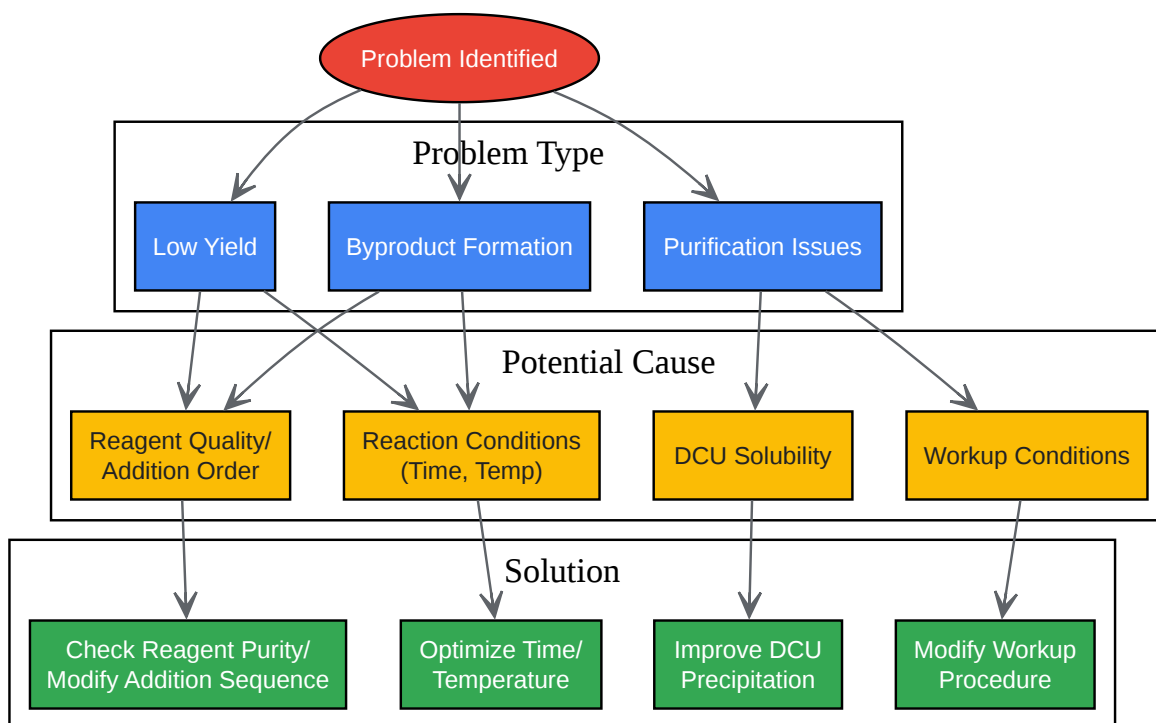 Problem Identified
Problem Type
Low Yield
Byproduct Formation
Purification Issues
Potential Cause
Reagent Quality/
Addition Order
Reaction Conditions
(Time, Temp)
DCU Solubility
Workup Conditions
Solution
Check Reagent Purity/
Modify Addition Sequence
Optimize Time/
Temperature
Improve DCU
Precipitation
Modify Workup
Procedure